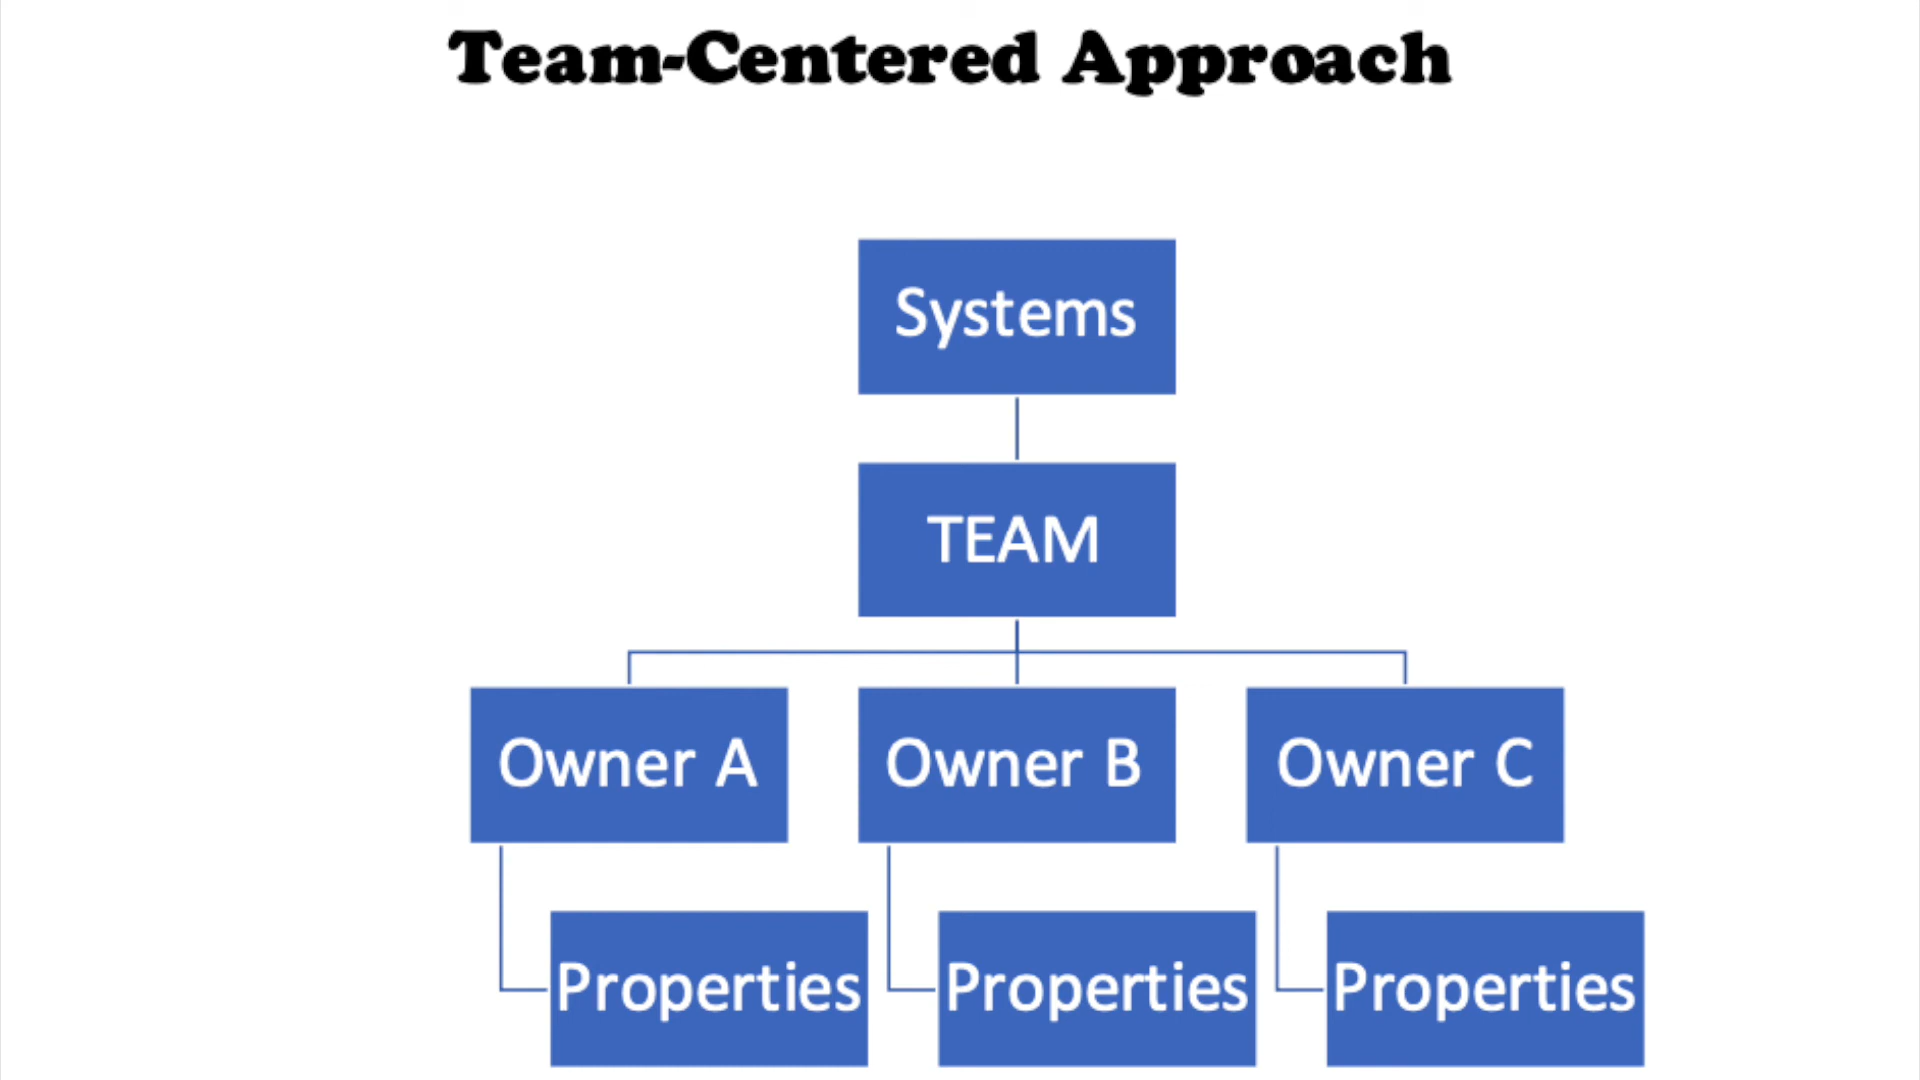 Team-Centered Approach
Systems
TEAM
Owner A
Owner B
Owner C
Properties
Properties
Properties